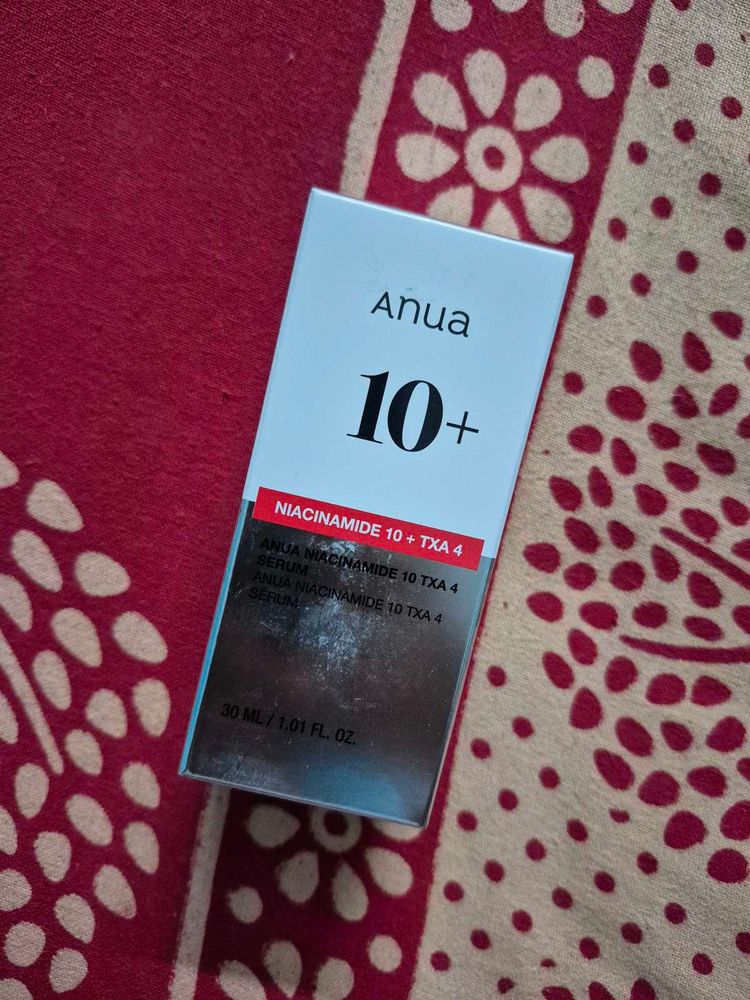 Anua
10+
NIACINAMIDE 10 + TXA 4
ANUA NIACINAMIDE 10 TXA 4
SERUM
ANUA NIACINAMIDE 10 TXA 4
SERUM
30 ML / 1.01 FL. OZ.